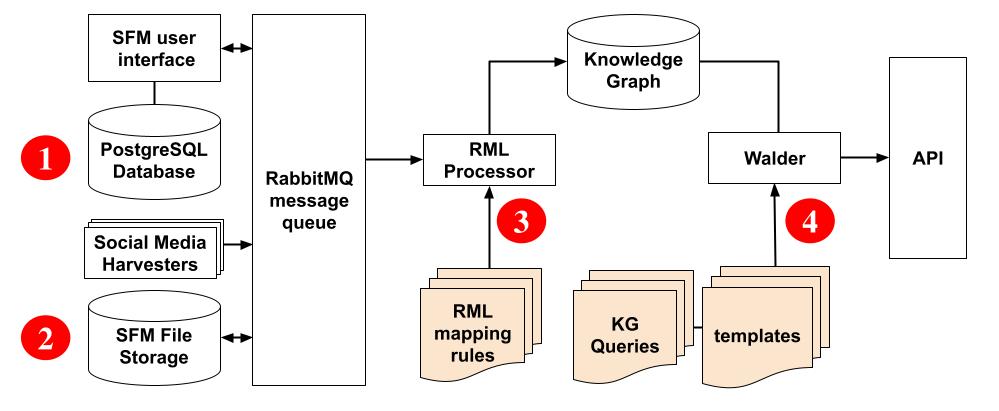 SFM user
interface
1
PostgreSQL
Database
Social Media
Harvesters
2
SFM File
Storage
RabbitMQ
message
queue
RML
Processor
3
RML
mapping
rules
Knowledge
Graph
KG
Queries
templates
4
Walder
API